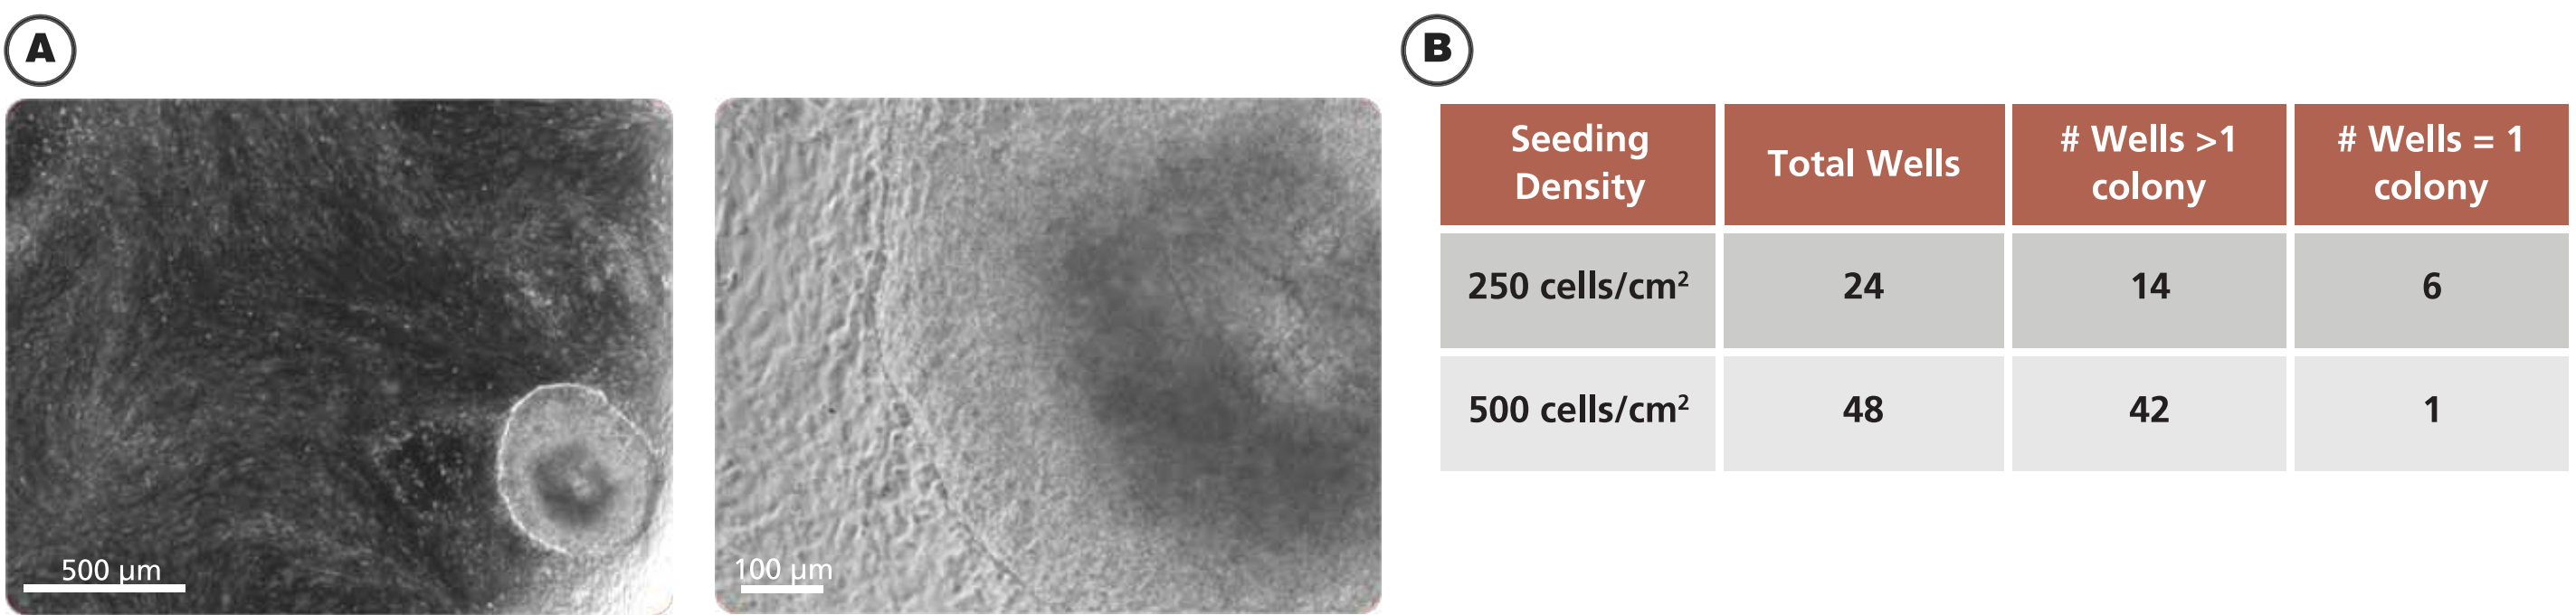 A
500 µm
100 µm
B
Seeding Density
Total Wells
# Wells >1 colony
# Wells = 1 colony
250 cells/cm²
24
14
6
500 cells/cm²
48
42
1